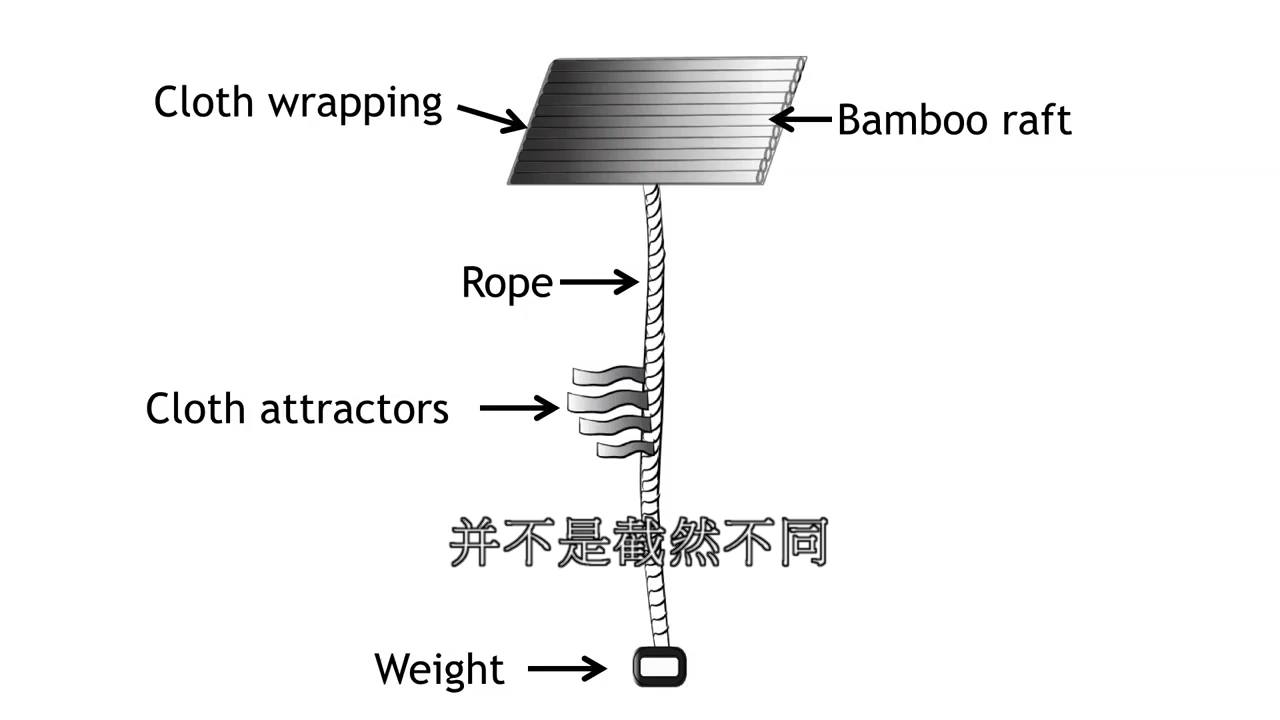 Cloth wrapping
Bamboo raft
Rope
Cloth attractors
并不是截然不同
Weight